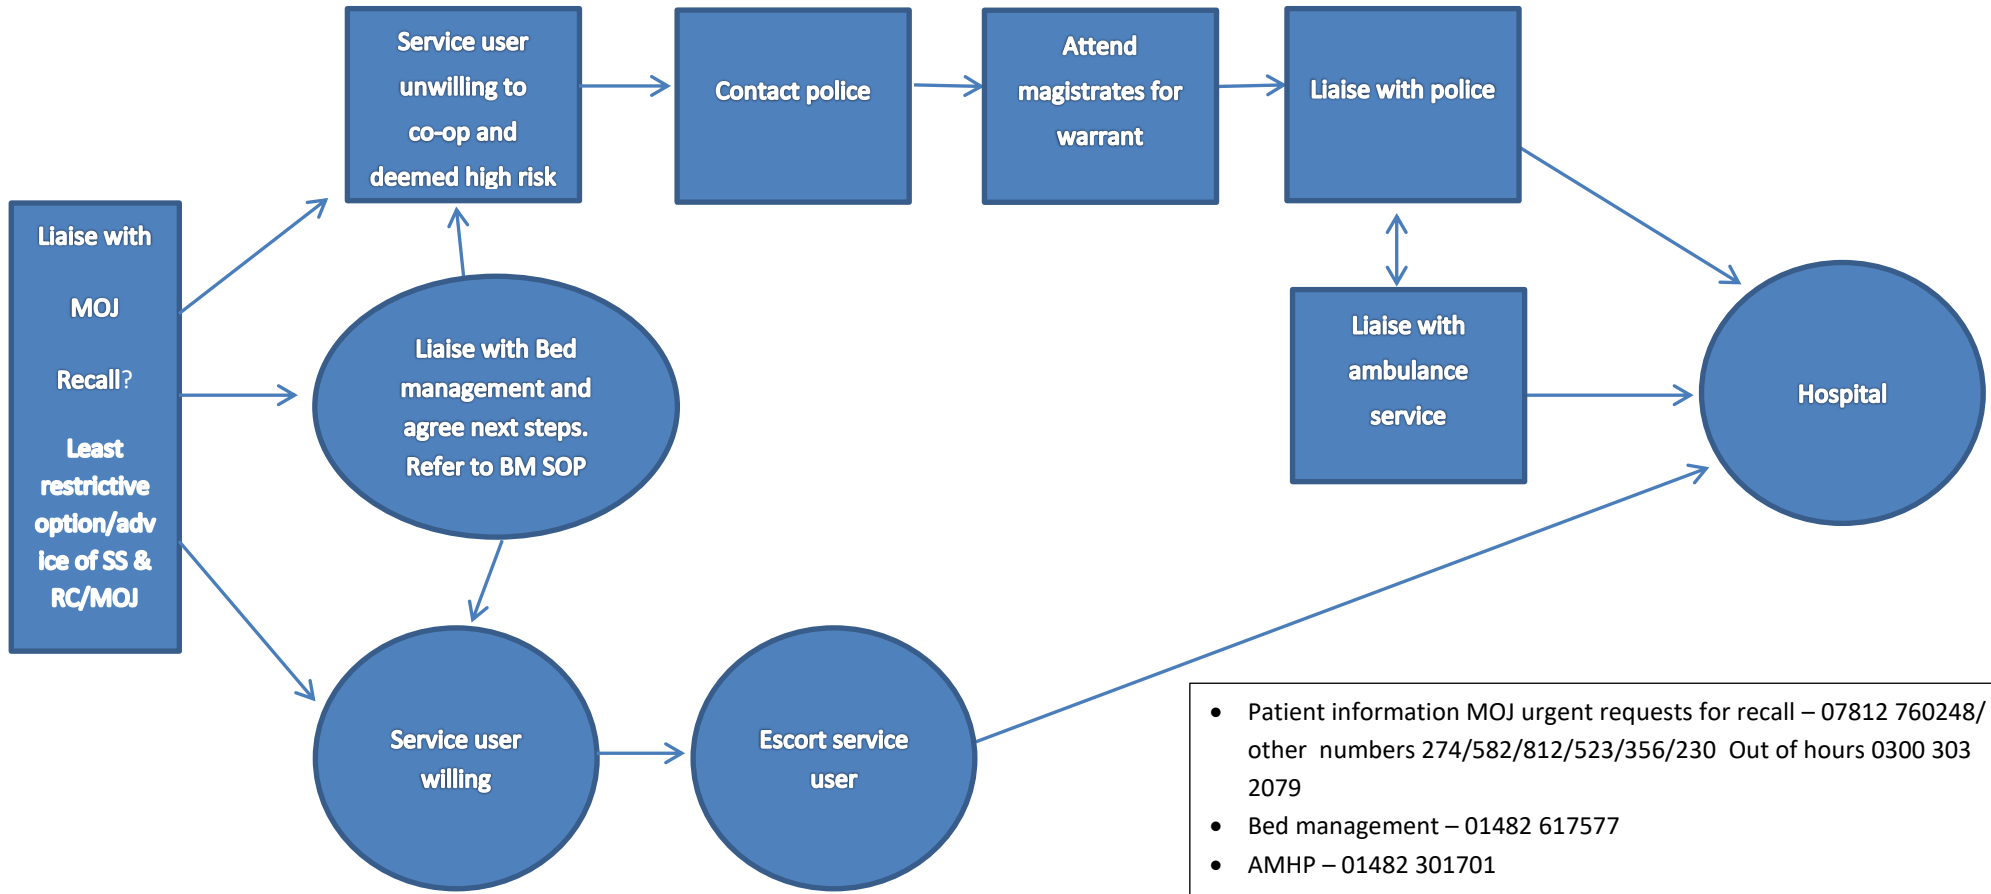 Service user
unwilling to
co-op and
deemed high risk
Contact police
Attend
magistrates for
warrant
Liaise with police
Liaise with
MOJ
Recall?
Least
restrictive
option/adv
ice of SS &
RC/MOJ
Liaise with Bed
management and
agree next steps.
Refer to BM SOP
Liaise with
ambulance
service
Hospital
Service user
willing
Escort service
user
• Patient information MOJ urgent requests for recall – 07812 760248/
other numbers 274/582/812/523/356/230 Out of hours 0300 303
2079
• Bed management – 01482 617577
• AMHP – 01482 301701